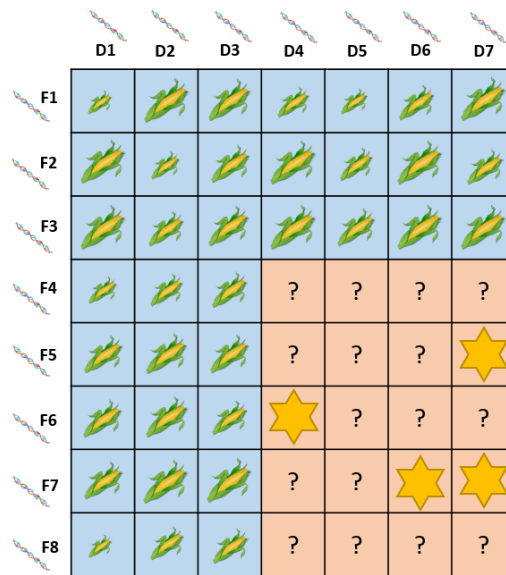 D1 D2 D3 D4 D5 D6 D7
F1
F2
F3
F4 ? ? ? ?
F5 ? ? ?
F6 ? ? ?
F7 ? ?
F8 ? ? ? ?